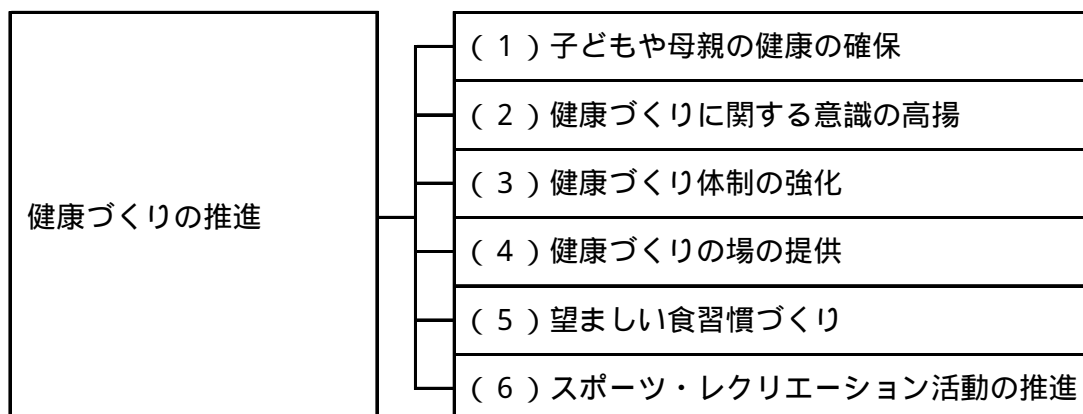 健康づくりの推進
(1)子どもや母親の健康の確保
(2)健康づくりに関する意識の高揚
(3)健康づくり体制の強化
(4)健康づくりの場の提供
(5)望ましい食習慣づくり
(6)スポーツ・レクリエーション活動の推進